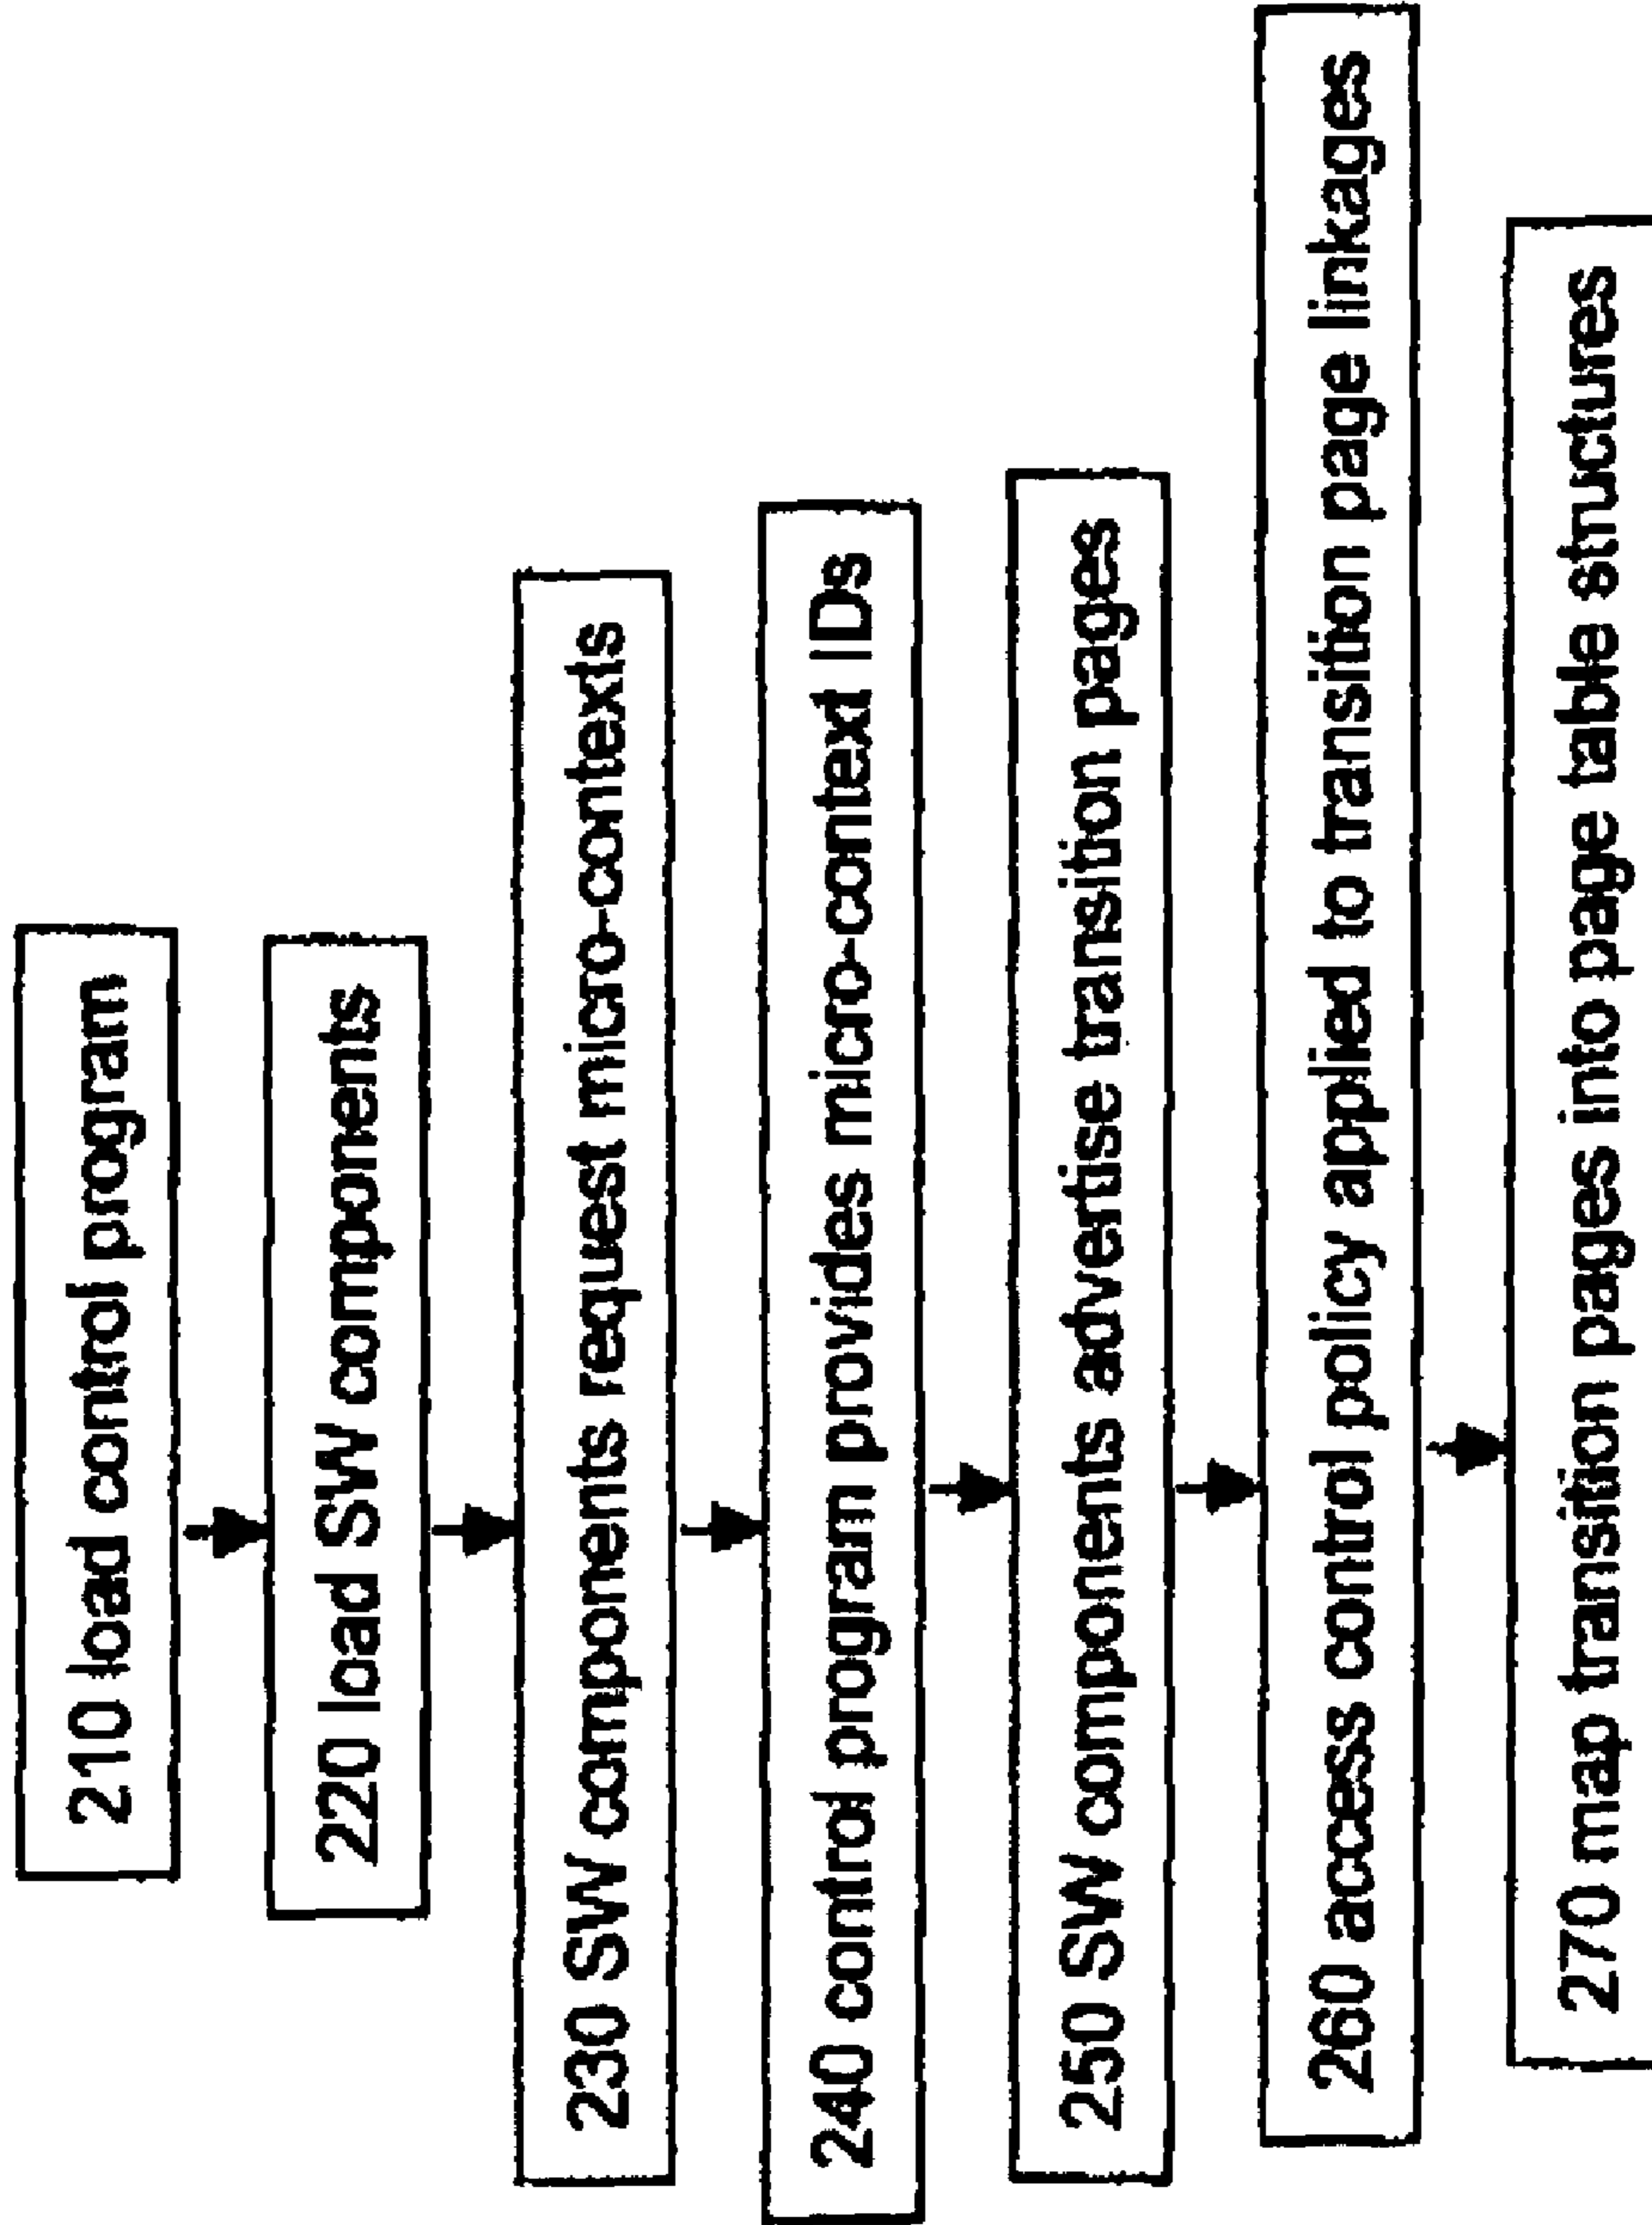 210 load control program
220 load SW components
230 SW components request micro-contexts
240 control program provides micro-context IDs
250 SW components advertise transition pages
260 access control policy applied to transition page linkages
270 map transition pages into page table structures